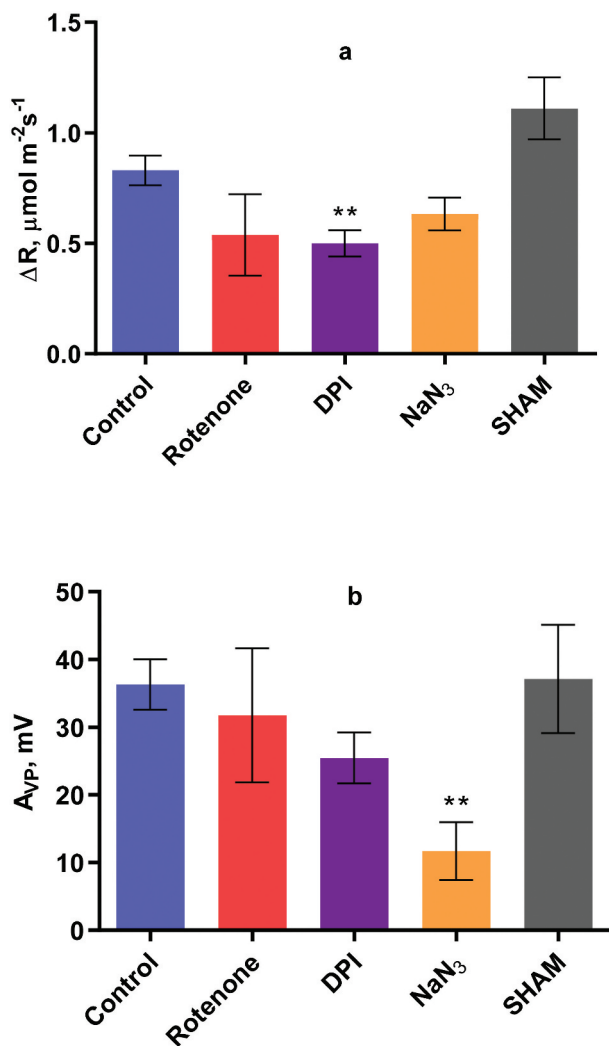 a
ΔR, μmol m⁻²s⁻¹
1.5
1.0
0.5
0.0
**
Control
Rotenone
DPI
NaN₃
SHAM
b
A_VP, mV
50
40
30
20
10
0
**
Control
Rotenone
DPI
NaN₃
SHAM